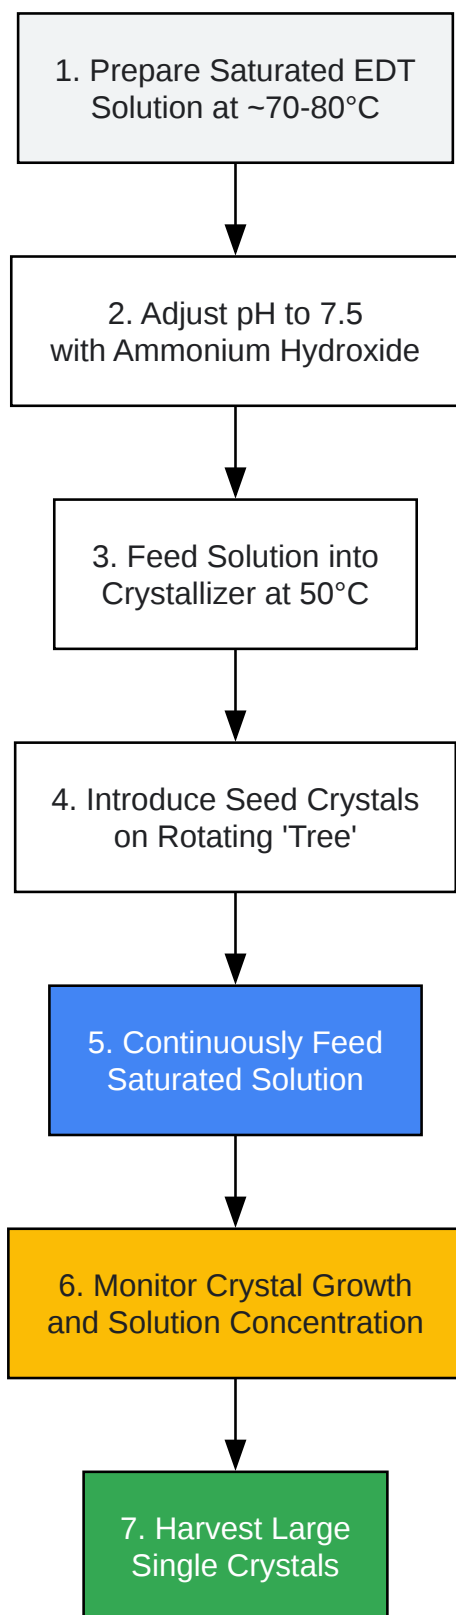 1. Prepare Saturated EDT
Solution at ~70-80°C
2. Adjust pH to 7.5
with Ammonium Hydroxide
3. Feed Solution into
Crystallizer at 50°C
4. Introduce Seed Crystals
on Rotating 'Tree'
5. Continuously Feed
Saturated Solution
6. Monitor Crystal Growth
and Solution Concentration
7. Harvest Large
Single Crystals